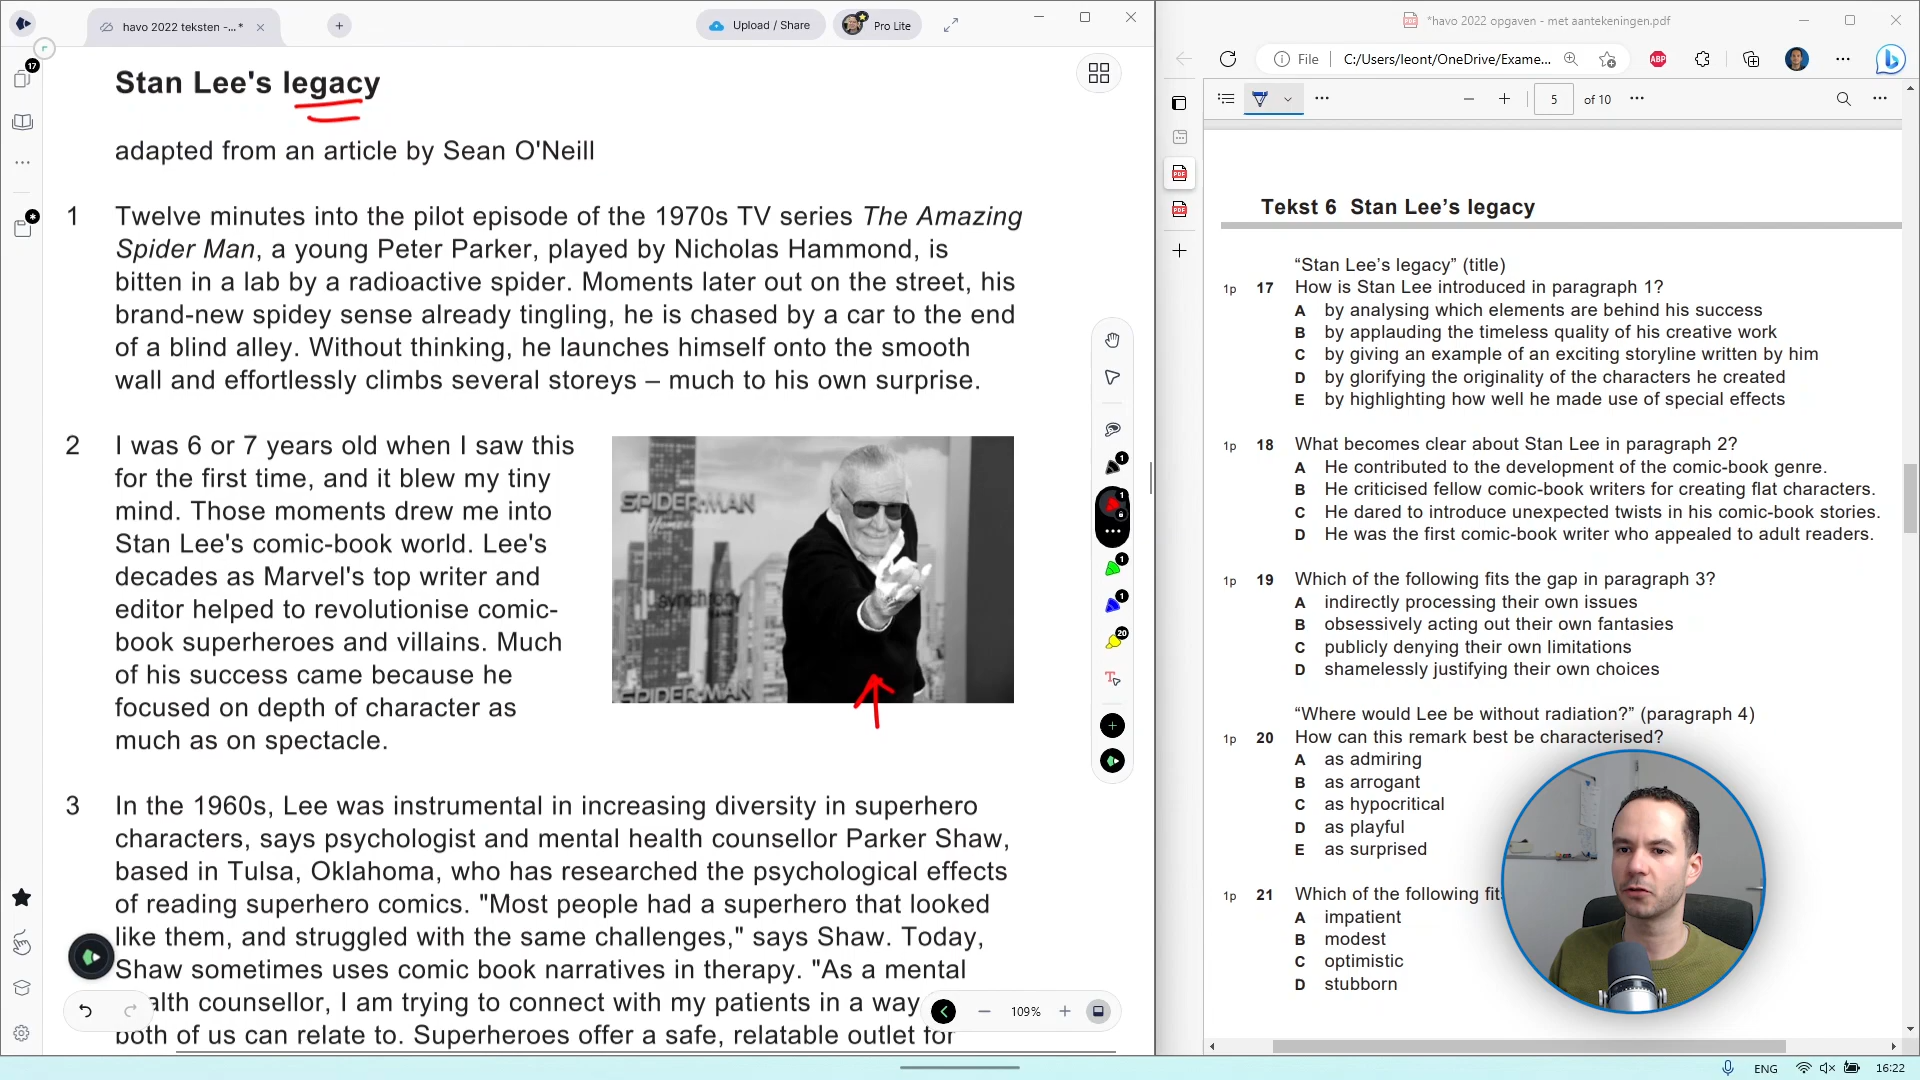 havo 2022 teksten -...*
Upload / Share
Pro Lite
17
Stan Lee's legacy
adapted from an article by Sean O'Neill
1 Twelve minutes into the pilot episode of the 1970s TV series The Amazing
Spider Man, a young Peter Parker, played by Nicholas Hammond, is
bitten in a lab by a radioactive spider. Moments later out on the street, his
brand-new spidey sense already tingling, he is chased by a car to the end
of a blind alley. Without thinking, he launches himself onto the smooth
wall and effortlessly climbs several storeys – much to his own surprise.
2 I was 6 or 7 years old when I saw this
for the first time, and it blew my tiny
mind. Those moments drew me into
Stan Lee's comic-book world. Lee's
decades as Marvel's top writer and
editor helped to revolutionise comic-
book superheroes and villains. Much
of his success came because he
focused on depth of character as
much as on spectacle.
SPIDER-MAN
synchrony
SPIDER-MAN
3 In the 1960s, Lee was instrumental in increasing diversity in superhero
characters, says psychologist and mental health counsellor Parker Shaw,
based in Tulsa, Oklahoma, who has researched the psychological effects
of reading superhero comics. "Most people had a superhero that looked
like them, and struggled with the same challenges," says Shaw. Today,
Shaw sometimes uses comic book narratives in therapy. "As a mental
alth counsellor, I am trying to connect with my patients in a way
both of us can relate to. Superheroes offer a safe, relatable outlet for
1
1
1
1
20
109%
*havo 2022 opgaven - met aantekeningen.pdf
File C:/Users/leont/OneDrive/Exame...
ABP
5 of 10
Tekst 6 Stan Lee’s legacy
“Stan Lee’s legacy” (title)
1p 17 How is Stan Lee introduced in paragraph 1?
A by analysing which elements are behind his success
B by applauding the timeless quality of his creative work
C by giving an example of an exciting storyline written by him
D by glorifying the originality of the characters he created
E by highlighting how well he made use of special effects
1p 18 What becomes clear about Stan Lee in paragraph 2?
A He contributed to the development of the comic-book genre.
B He criticised fellow comic-book writers for creating flat characters.
C He dared to introduce unexpected twists in his comic-book stories.
D He was the first comic-book writer who appealed to adult readers.
1p 19 Which of the following fits the gap in paragraph 3?
A indirectly processing their own issues
B obsessively acting out their own fantasies
C publicly denying their own limitations
D shamelessly justifying their own choices
“Where would Lee be without radiation?” (paragraph 4)
1p 20 How can this remark best be characterised?
A as admiring
B as arrogant
C as hypocritical
D as playful
E as surprised
1p 21 Which of the following fit
A impatient
B modest
C optimistic
D stubborn
PDF
PDF
ENG 16:22